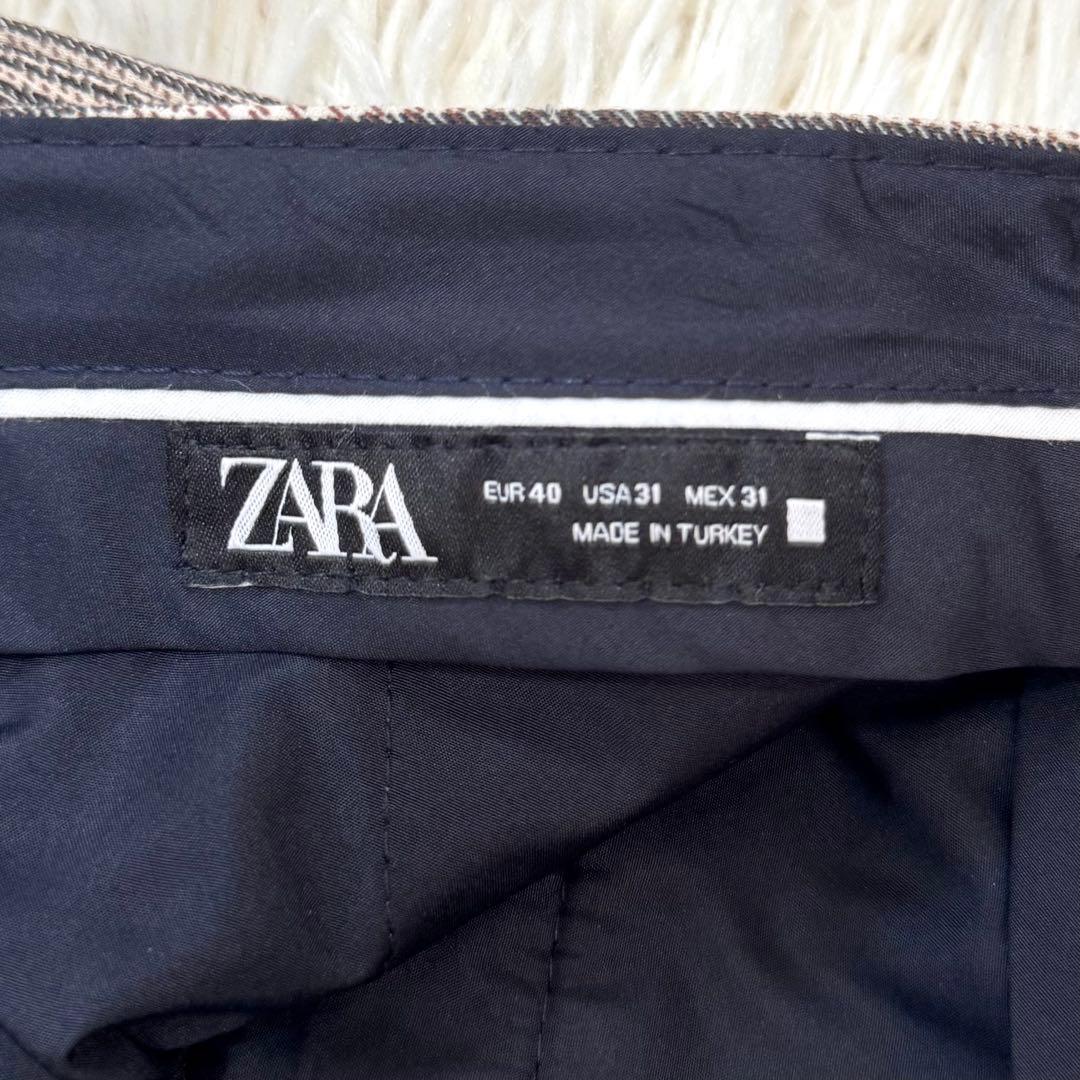 ZARA
EUR 40 USA 31 MEX 31
MADE IN TURKEY